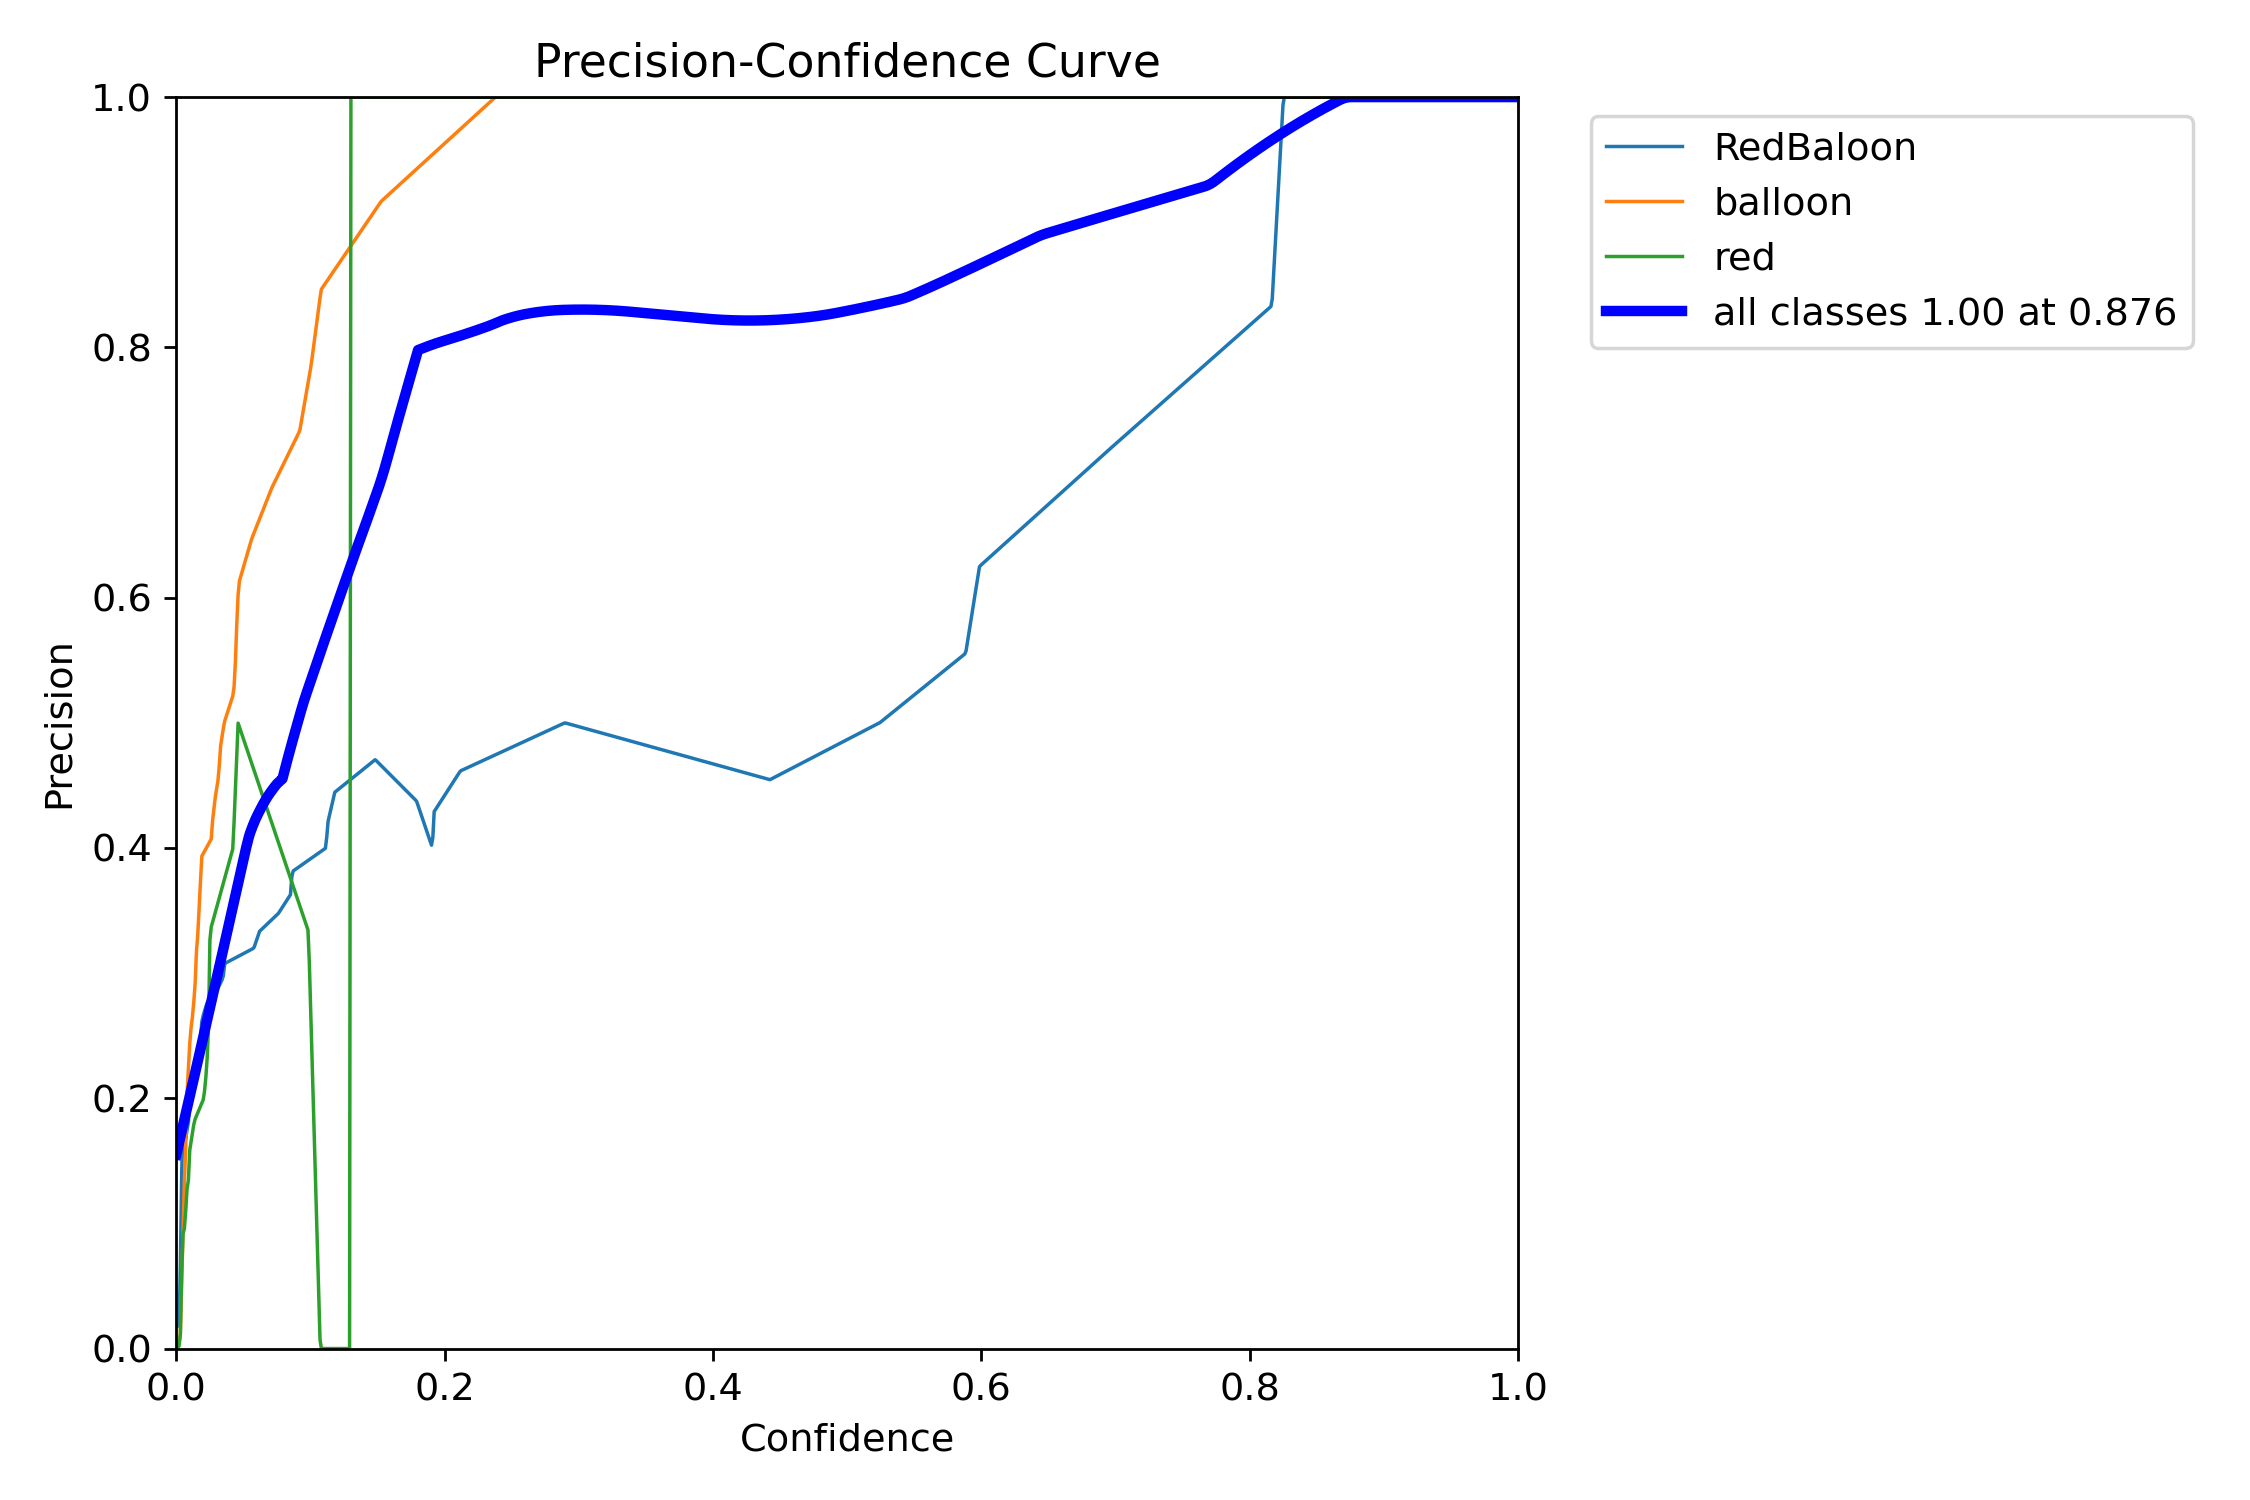 Precision-Confidence Curve
1.0
0.8
0.6
0.4
0.2
0.0
Precision
0.0 0.2 0.4 0.6 0.8 1.0
Confidence
RedBaloon
balloon
red
all classes 1.00 at 0.876